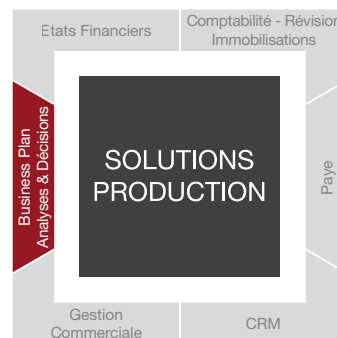 Etats Financiers
Comptabilité - Révision
Immobilisations
Business Plan
Analyses & Décisions
SOLUTIONS
PRODUCTION
Paye
Gestion
Commerciale
CRM